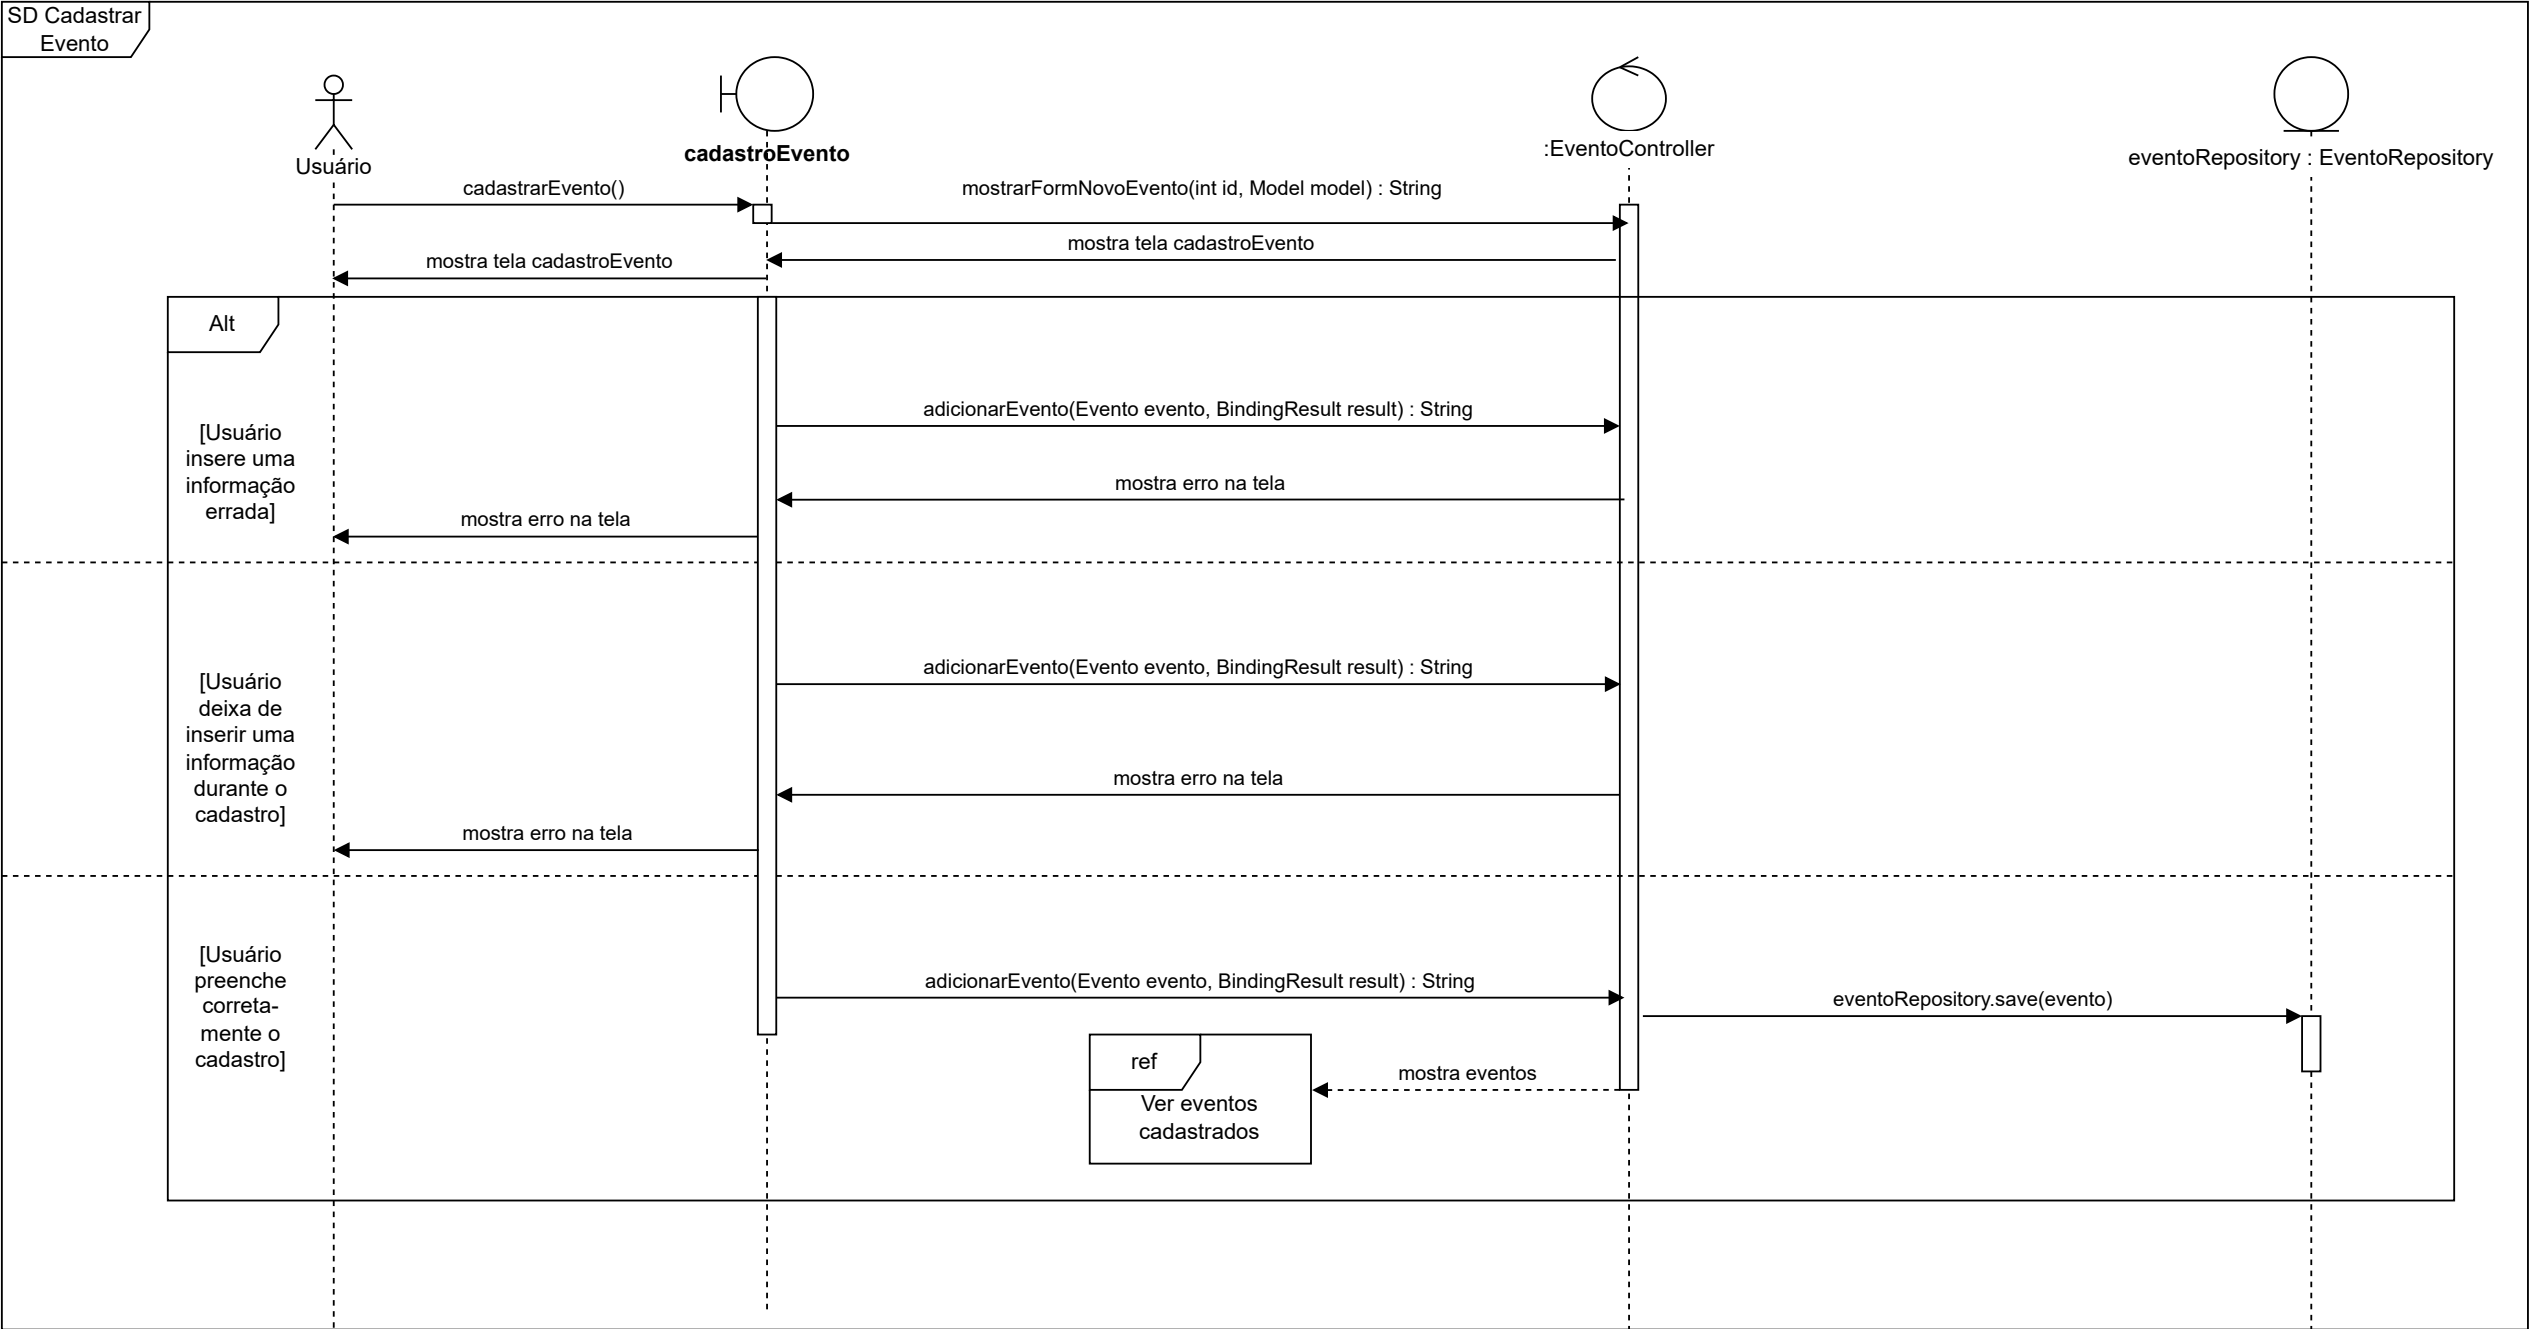 SD Cadastrar
Evento
Usuário
cadastroEvento
:EventoController
eventoRepository : EventoRepository
cadastrarEvento()
mostrarFormNovoEvento(int id, Model model) : String
mostra tela cadastroEvento
mostra tela cadastroEvento
Alt
[Usuário
insere uma
informação
errada]
adicionarEvento(Evento evento, BindingResult result) : String
mostra erro na tela
mostra erro na tela
[Usuário
deixa de
inserir uma
informação
durante o
cadastro]
adicionarEvento(Evento evento, BindingResult result) : String
mostra erro na tela
mostra erro na tela
[Usuário
preenche
correta-
mente o
cadastro]
adicionarEvento(Evento evento, BindingResult result) : String
eventoRepository.save(evento)
ref
mostra eventos
Ver eventos
cadastrados